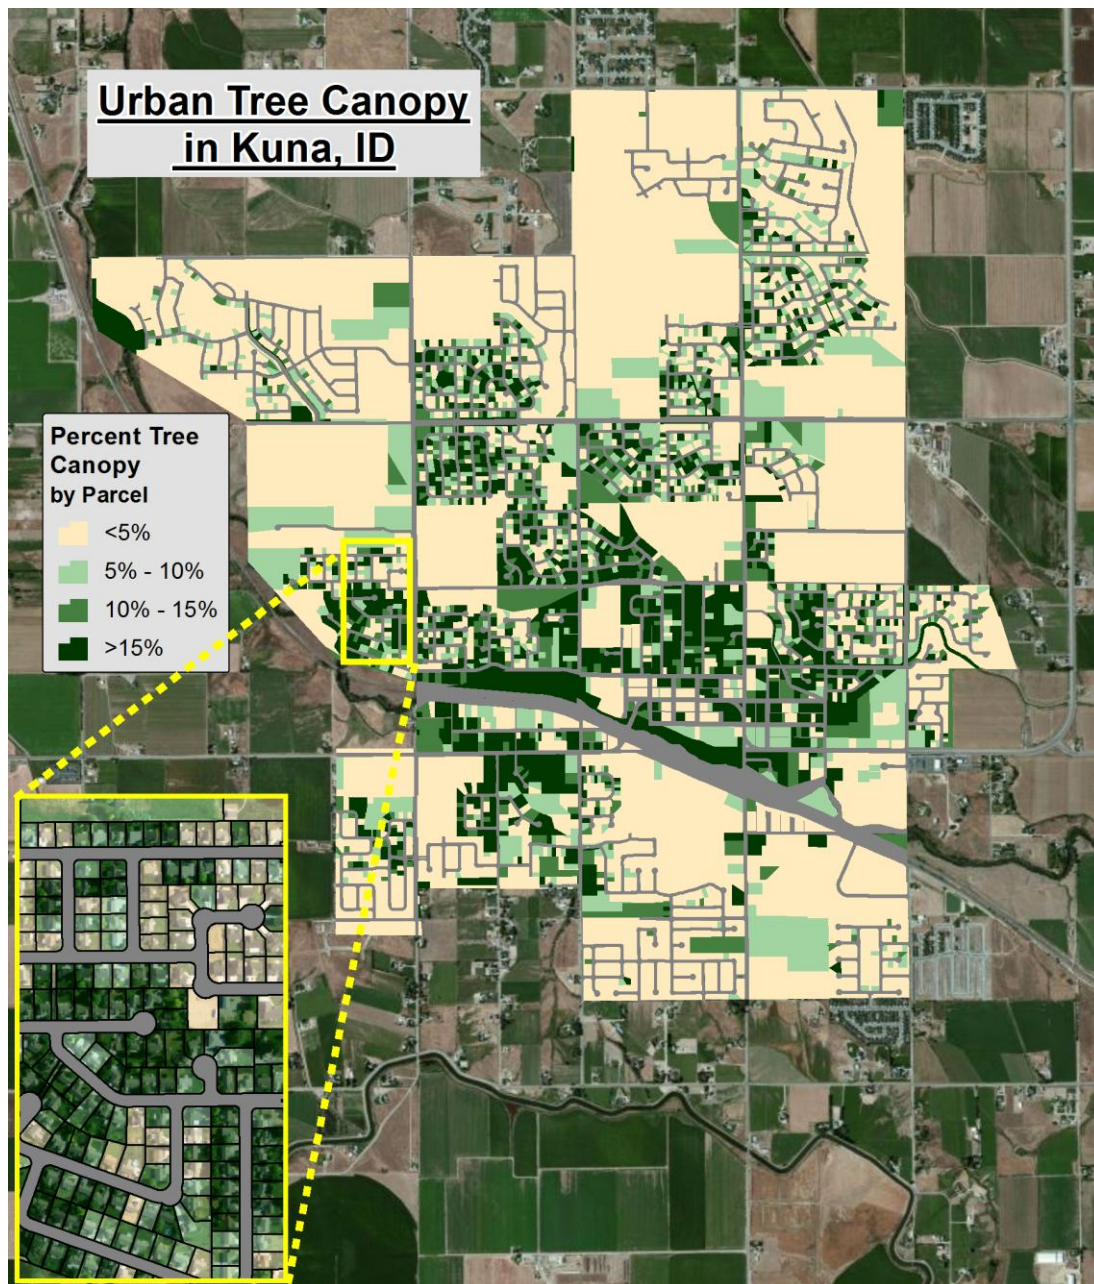 Urban Tree Canopy
in Kuna, ID
Percent Tree
Canopy
by Parcel
<5%
5% - 10%
10% - 15%
>15%